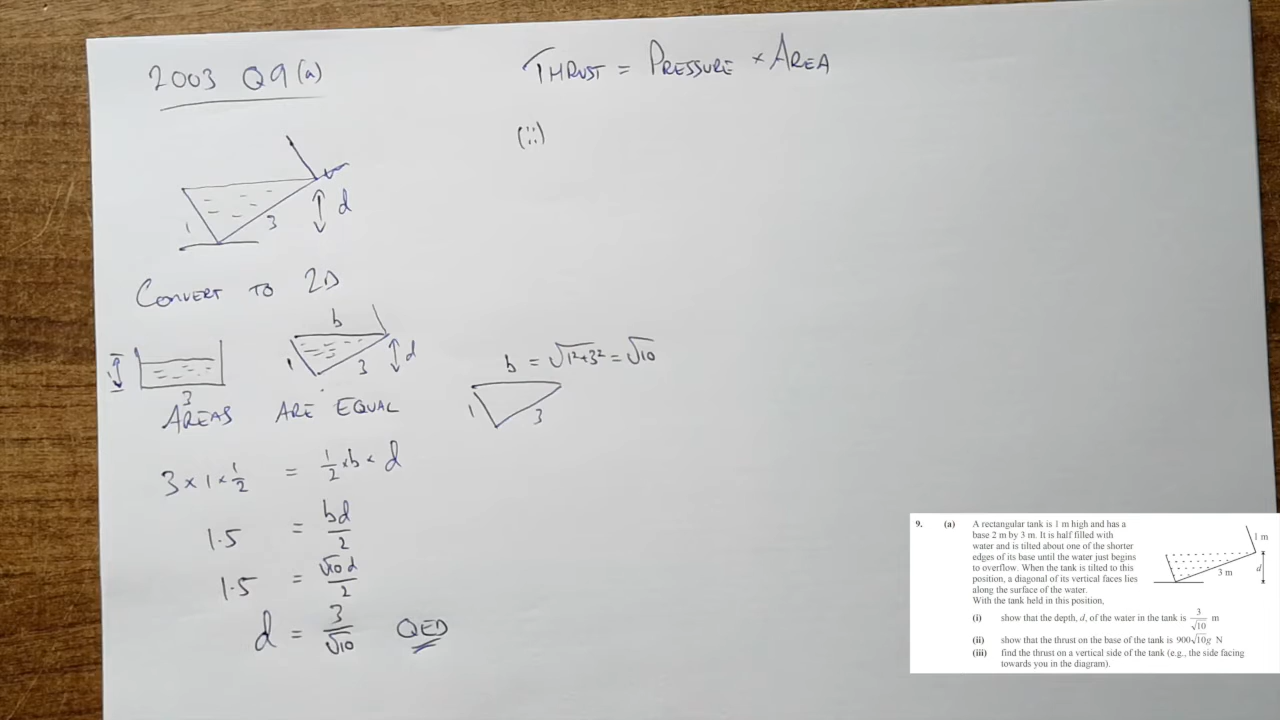 2003 Q9(a)
THRUST = PRESSURE × AREA
(ii)
1
3
d
CONVERT TO 2D
b
1
3
d
1
3
b = √1²+3² = √10
1
3
AREAS ARE EQUAL
3 × 1 × 1/2 = 1/2 × b × d
1.5 = bd/2
1.5 = √10d/2
d = 3/√10 QED
9. (a) A rectangular tank is 1 m high and has a
base 2 m by 3 m. It is half filled with
water and is tilted about one of the shorter
edges of its base until the water just begins
to overflow. When the tank is tilted to this
position, a diagonal of its vertical faces lies
along the surface of the water.
With the tank held in this position,
1 m
3 m
d
(i) show that the depth, d, of the water in the tank is 3/√10 m
(ii) show that the thrust on the base of the tank is 900√10g N
(iii) find the thrust on a vertical side of the tank (e.g., the side facing
towards you in the diagram).